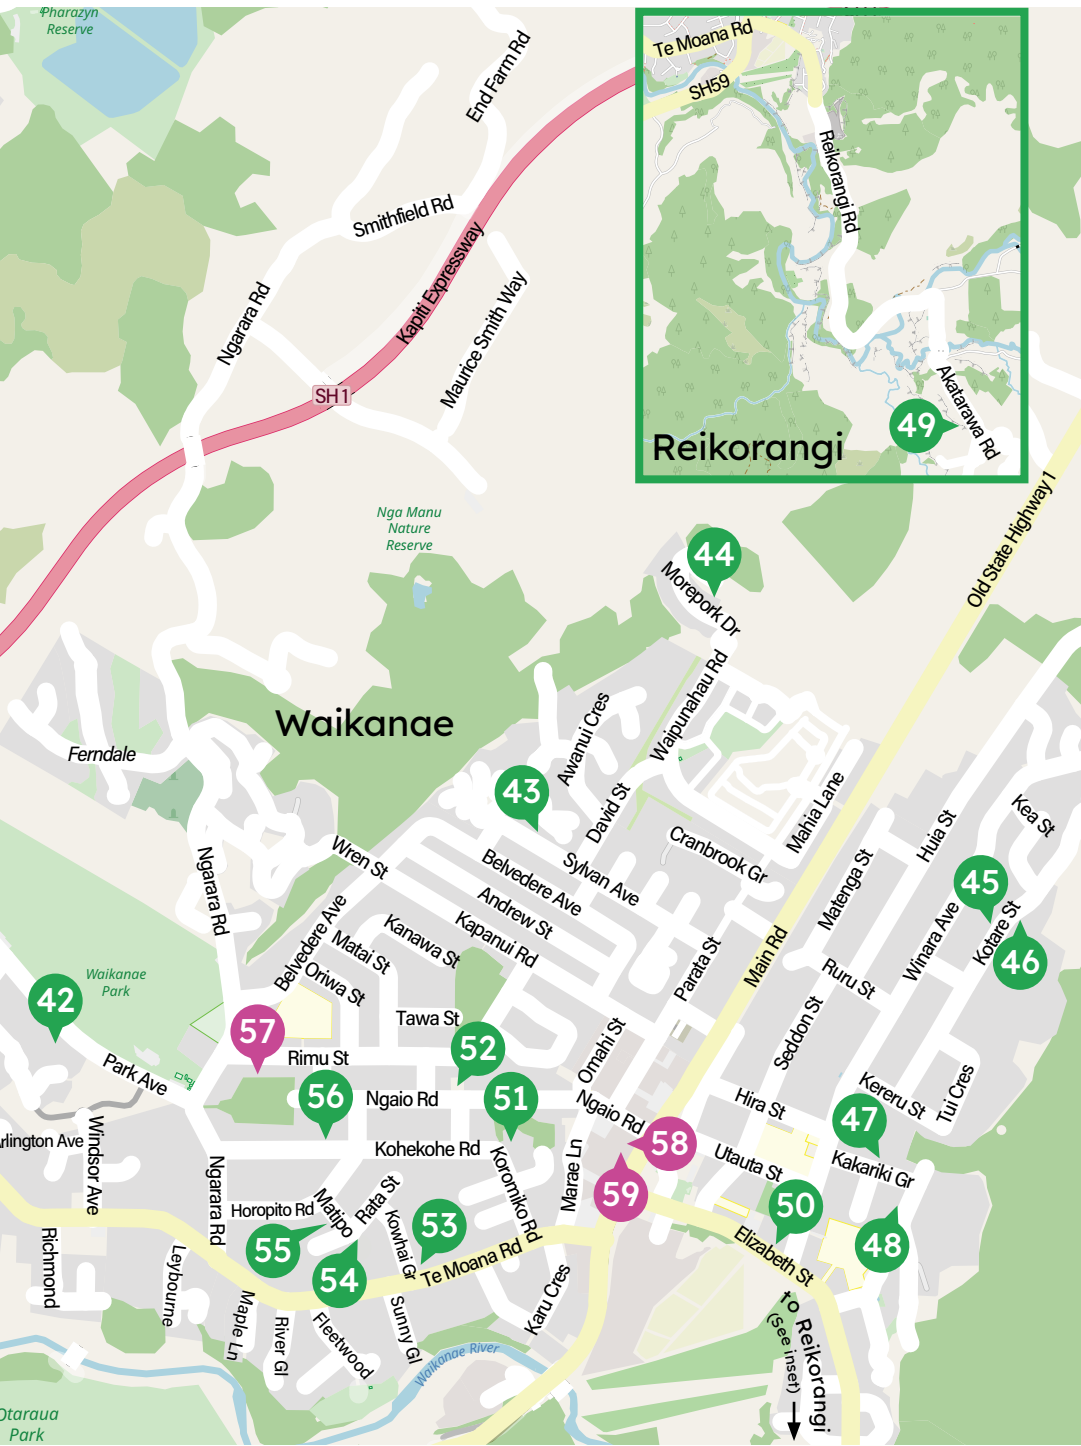 Pharazyn
Reserve
End Farm Rd
Smithfield Rd
Kapiti Expressway
Ngarara Rd
Maurice Smith Way
SH1
Te Moana Rd
SH59
Reikorangi Rd
Akatarawa Rd
49
Reikorangi
Old State Highway 1
Nga Manu
Nature
Reserve
44
Morepork Dr
Waipunahau Rd
Waikanae
Ferndale
Awanui Cres
43
David St
Mahia Lane
Cranbrook Gr
Sylvan Ave
Belvedere Ave
Andrew St
Kapanui Rd
Kanawa St
Wren St
Ngarara Rd
Belvedere Ave
Matai St
Oriwa St
Tawa St
Parata St
Main Rd
Matenga St
Huia St
Kea St
45
Winara Ave
Kotare St
46
Ruru St
Seddon St
Waikanae
Park
42
Park Ave
57
Rimu St
52
Omahi St
56
Ngaio Rd
51
Ngaio Rd
Hira St
Kereru St
Tui Cres
47
Kakariki Gr
rlington Ave
Windsor Ave
Kohekohe Rd
58
Utauta St
Koromiko Rd
Marae Ln
59
50
48
Elizabeth St
Ngarara Rd
Horopito Rd
Matipo
Rata St
Kowhai Gr
53
55
54
Te Moana Rd
Richmond
Leybourne
Maple Ln
River Gl
Fleetwood
Sunny Gl
Karu Cres
Waikanae River
to Reikorangi
(See inset)
Otaraua
Park